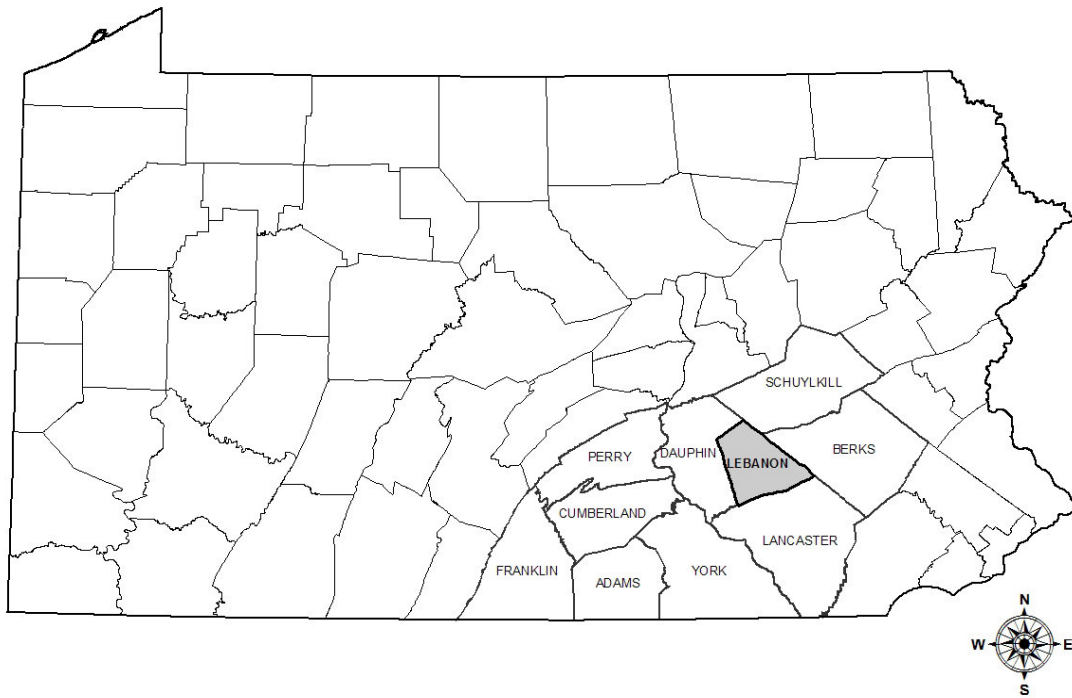 SCHUYLKILL
PERRY
DAUPHIN
LEBANON
BERKS
CUMBERLAND
LANCASTER
FRANKLIN
ADAMS
YORK
N
W
E
S